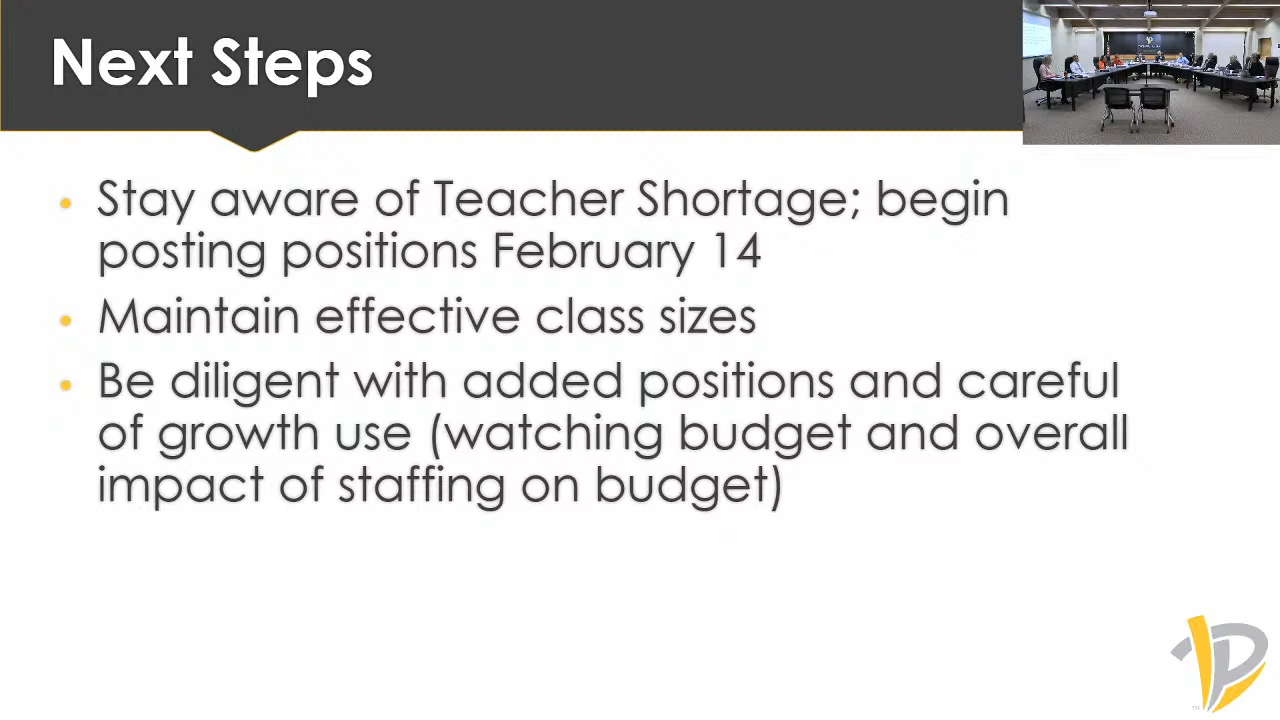 Next Steps
Stay aware of Teacher Shortage; begin
posting positions February 14
Maintain effective class sizes
Be diligent with added positions and careful
of growth use (watching budget and overall
impact of staffing on budget)